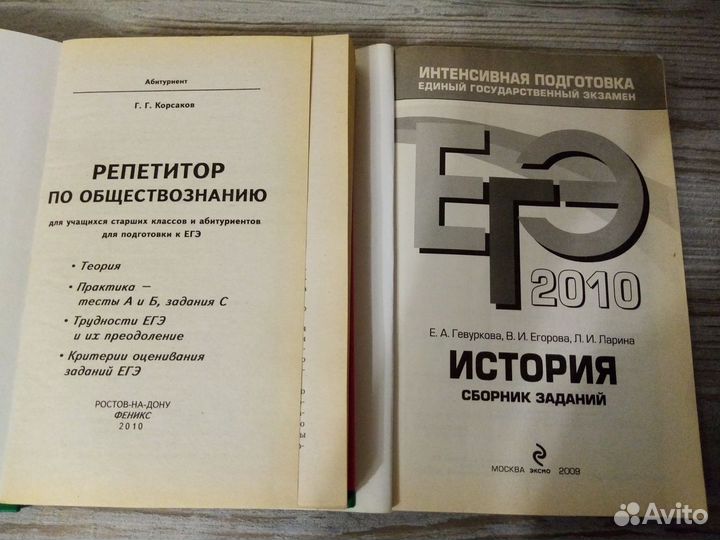 Абитуриент
Г. Г. Корсаков
РЕПЕТИТОР
ПО ОБЩЕСТВОЗНАНИЮ
для учащихся старших классов и абитуриентов
для подготовки к ЕГЭ
• Теория
• Практика —
тесты А и Б, задания С
• Трудности ЕГЭ
и их преодоление
• Критерии оценивания
заданий ЕГЭ
РОСТОВ-НА-ДОНУ
ФЕНИКС
2010
ИНТЕНСИВНАЯ ПОДГОТОВКА
ЕДИНЫЙ ГОСУДАРСТВЕННЫЙ ЭКЗАМЕН
ЕГЭ
2010
Е. А. Гевуркова, В. И. Егорова, Л. И. Ларина
ИСТОРИЯ
СБОРНИК ЗАДАНИЙ
МОСКВА ЭКСМО 2009
Avito